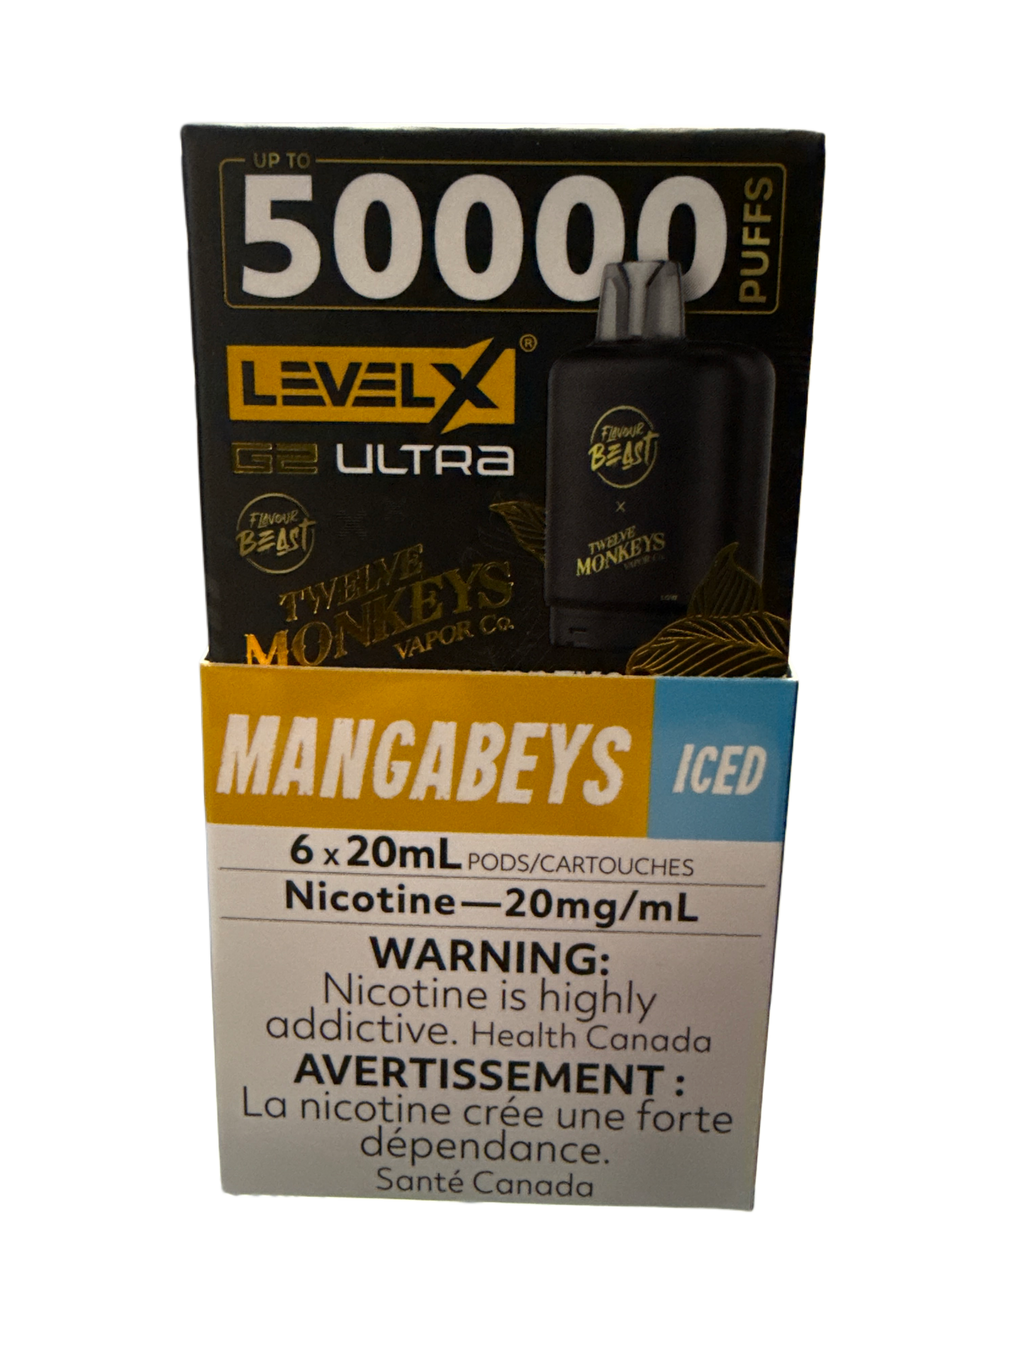 UP TO
50000
PUFFS
LEVELX®
G2 ULTRA
FLAVOUR
BEAST
X
TWELVE
MONKEYS
VAPOR Co.
FLAVOUR
BEAST
X
TWELVE
MONKEYS
VAPOR Co.
MANGABEYS
ICED
6 x 20mL PODS/CARTOUCHES
Nicotine—20mg/mL
WARNING:
Nicotine is highly
addictive. Health Canada
AVERTISSEMENT :
La nicotine crée une forte
dépendance.
Santé Canada